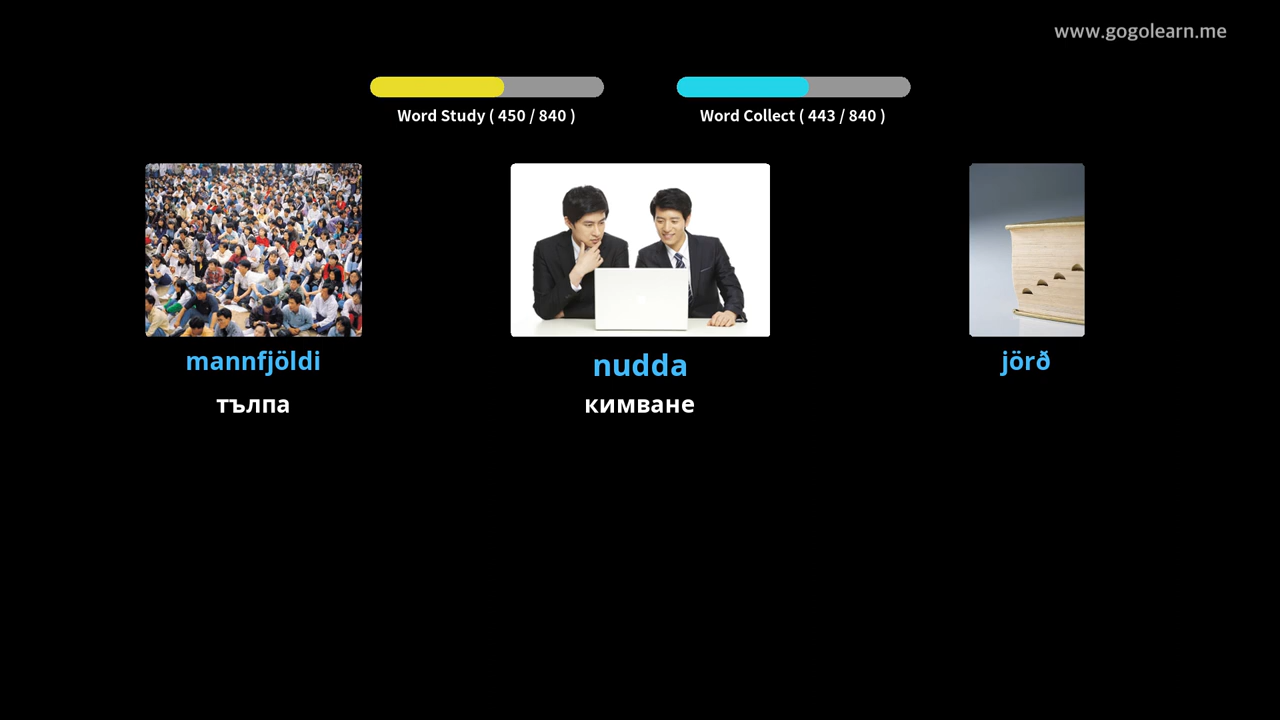 www.gogolearn.me
Word Study ( 450 / 840 )
Word Collect ( 443 / 840 )
mannfjöldi
тълпа
nudda
кимване
jörð